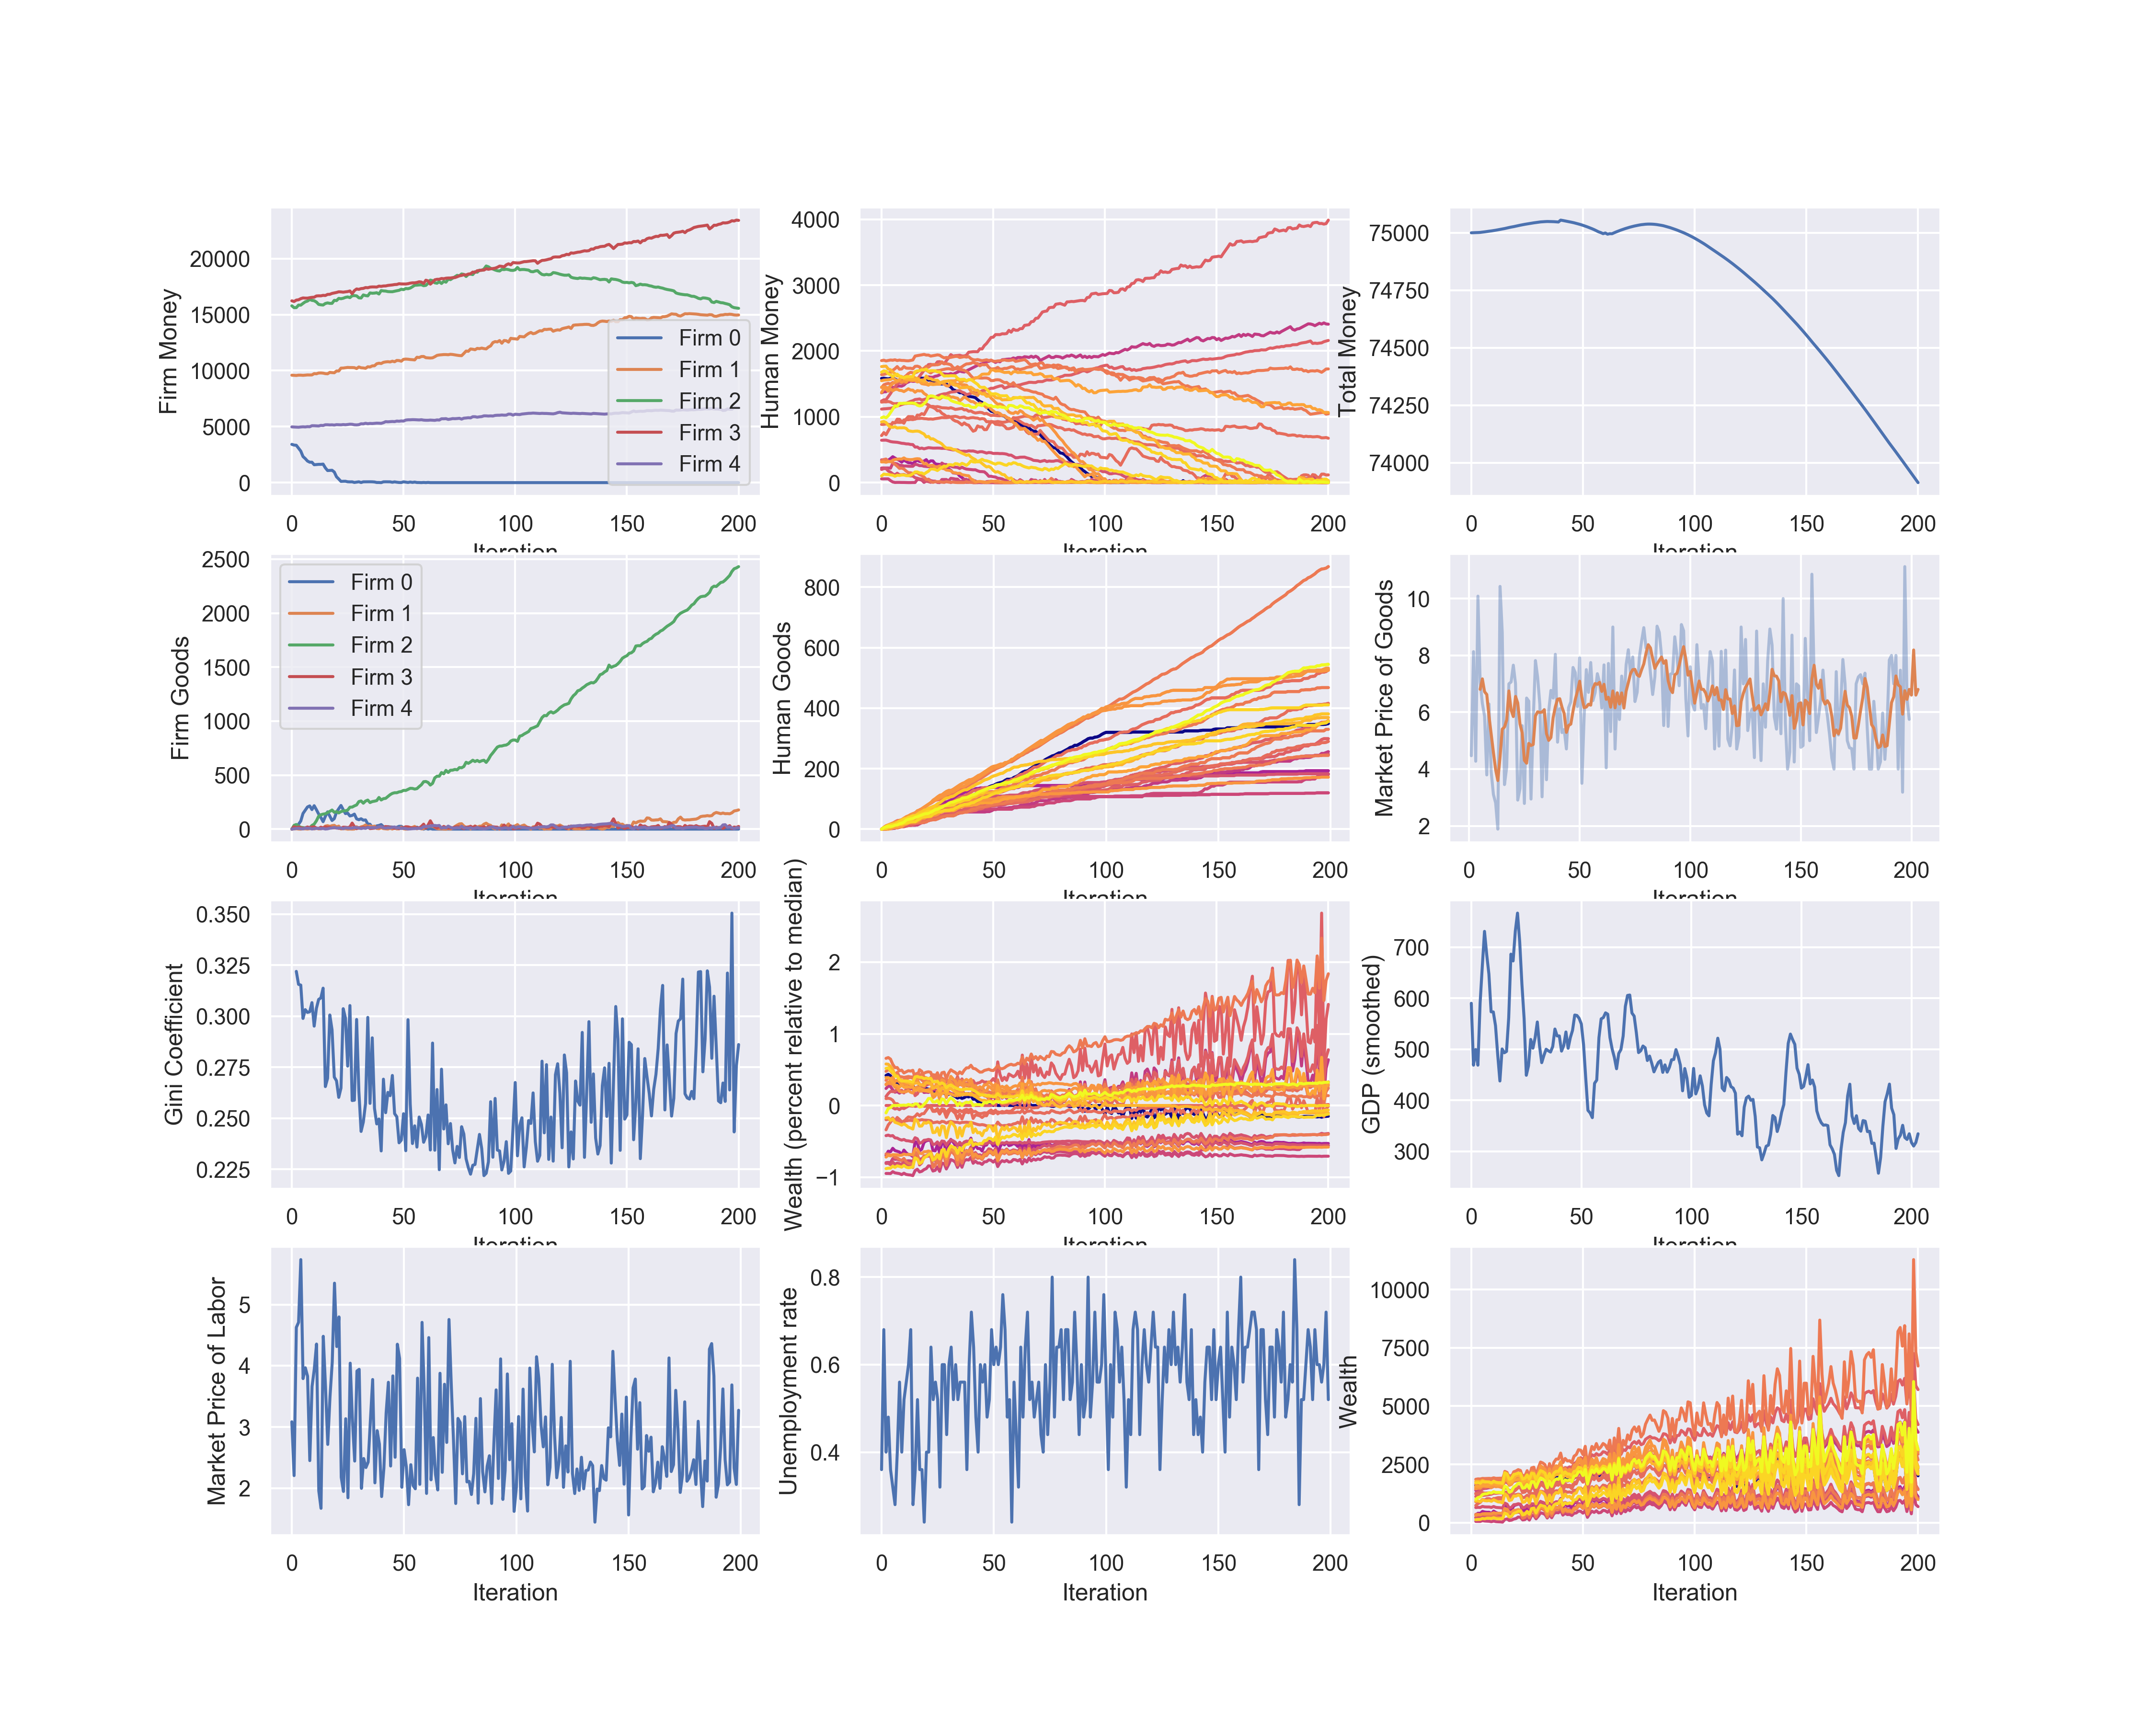 Firm Money
20000
15000
10000
5000
0
Firm 0
Firm 1
Firm 2
Firm 3
Firm 4
0 50 100 150 200
Iteration
Human Money
4000
3000
2000
1000
0
0 50 100 150 200
Iteration
Total Money
75000
74750
74500
74250
74000
0 50 100 150 200
Iteration
Firm Goods
2500
2000
1500
1000
500
0
Firm 0
Firm 1
Firm 2
Firm 3
Firm 4
0 50 100 150 200
Iteration
Human Goods
800
600
400
200
0
0 50 100 150 200
Iteration
Market Price of Goods
10
8
6
4
2
0 50 100 150 200
Iteration
Gini Coefficient
0.350
0.325
0.300
0.275
0.250
0.225
0 50 100 150 200
Iteration
Wealth (percent relative to median)
2
1
0
−1
0 50 100 150 200
Iteration
GDP (smoothed)
700
600
500
400
300
0 50 100 150 200
Iteration
Market Price of Labor
5
4
3
2
0 50 100 150 200
Iteration
Unemployment rate
0.8
0.6
0.4
0 50 100 150 200
Iteration
Wealth
10000
7500
5000
2500
0
0 50 100 150 200
Iteration